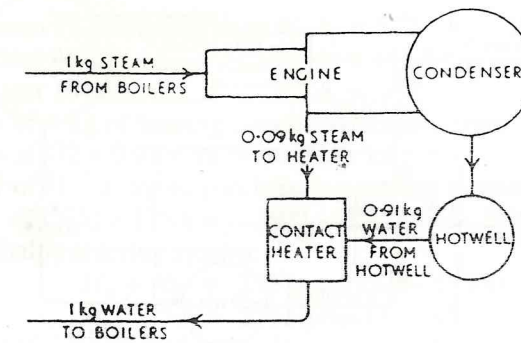 1kg STEAM
FROM BOILERS
ENGINE
CONDENSER
0·09kg STEAM
TO HEATER
0·91kg
WATER
FROM
HOTWELL
CONTACT
HEATER
HOTWELL
1kg WATER
TO BOILERS